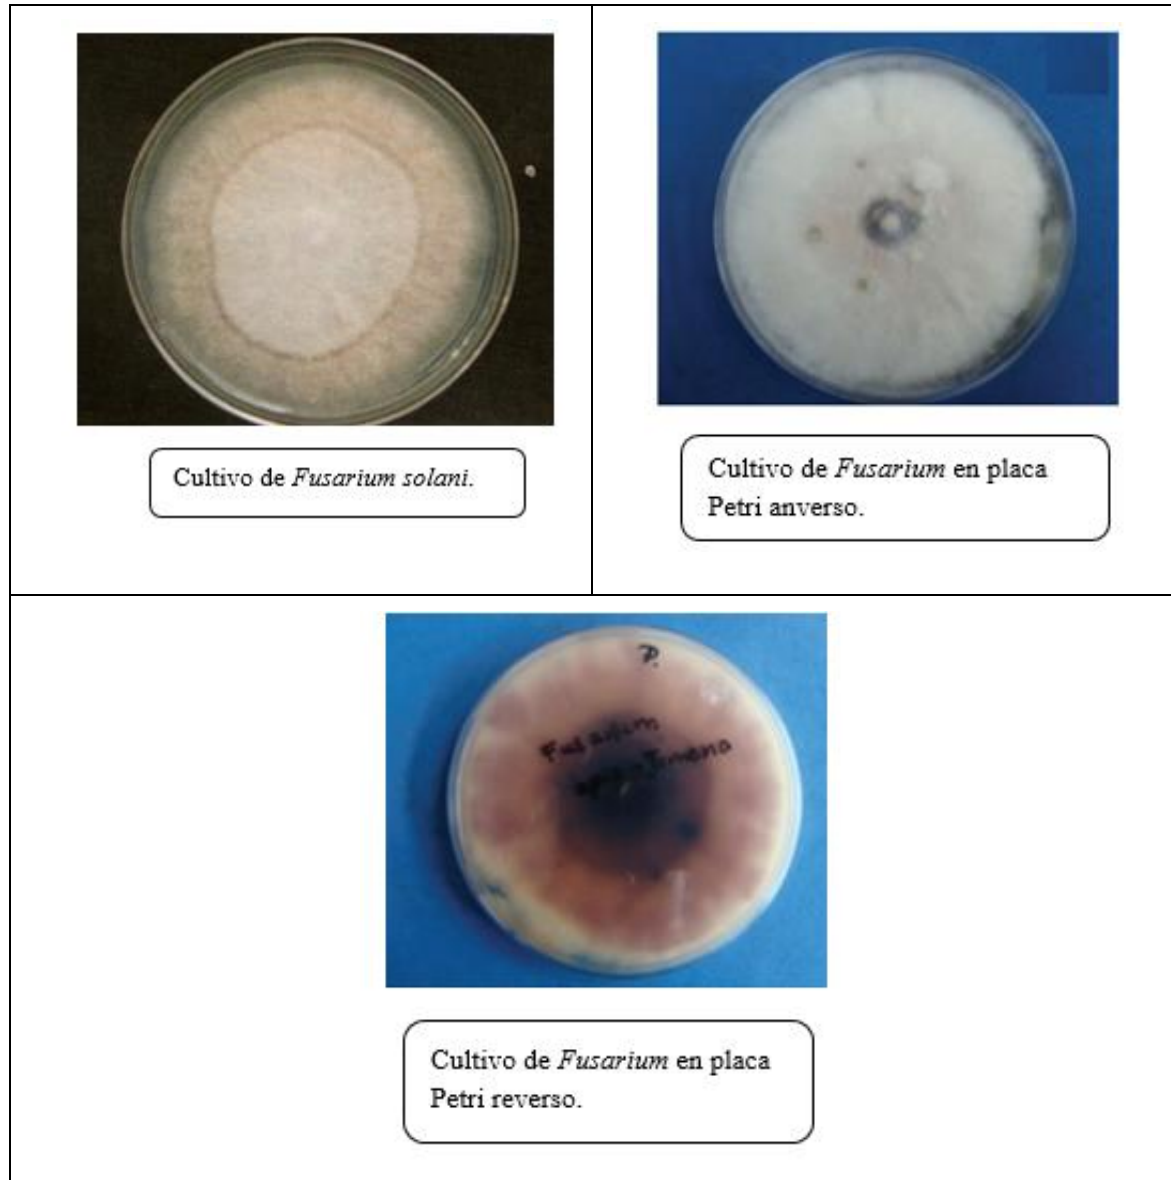 Cultivo de Fusarium solani.
Cultivo de Fusarium en placa
Petri anverso.
P.
Fusarium
Cultivo de Fusarium en placa
Petri reverso.